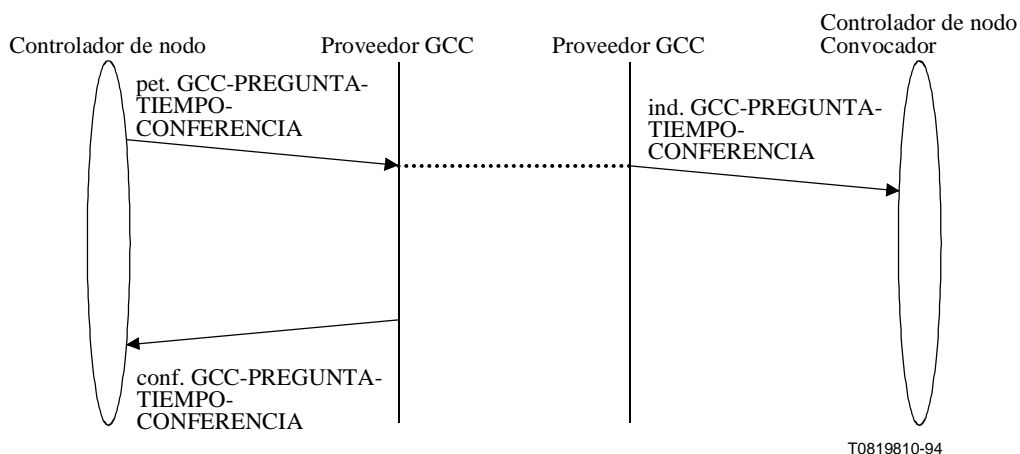 Controlador de nodo
Proveedor GCC
Proveedor GCC
Controlador de nodo
Convocador
pet. GCC-PREGUNTA-
TIEMPO-
CONFERENCIA
ind. GCC-PREGUNTA-
TIEMPO-
CONFERENCIA
conf. GCC-PREGUNTA-
TIEMPO-
CONFERENCIA
T0819810-94